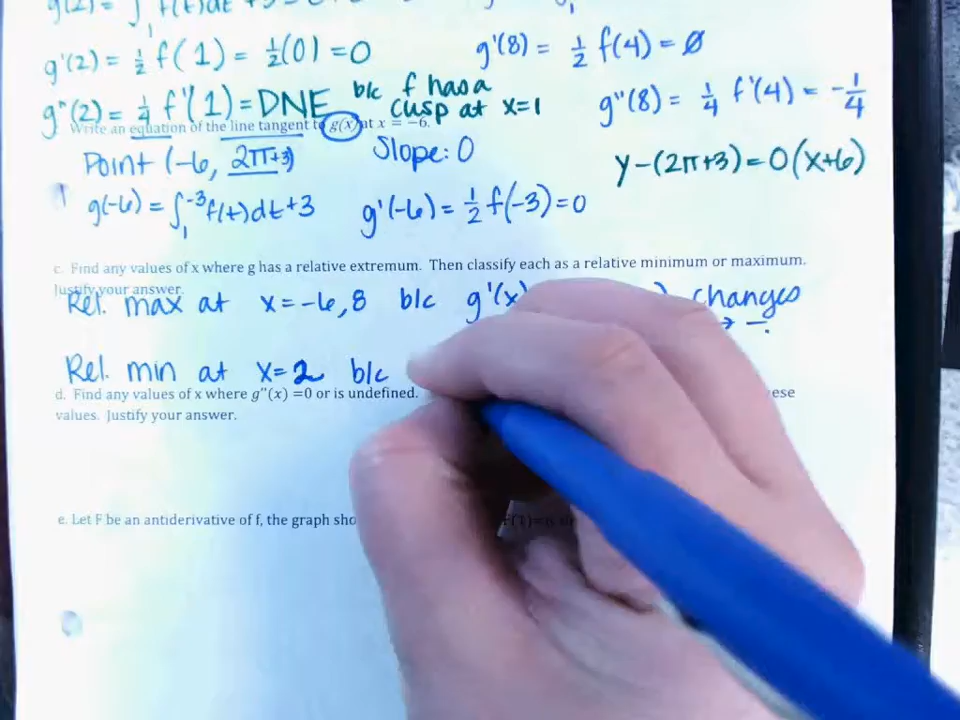 g'(2) = ½ f(1) = ½(0) = 0
g'(8) = ½ f(4) = ∅
g''(2) = ¼ f'(1) = DNE b/c f has a cusp at x=1
g''(8) = ¼ f'(4) = -¼
Write an equation of the line tangent to g(x) at x = −6.
Point (-6, 2π+3) Slope: 0
y-(2π+3)=0(x+6)
g(-6) = ∫₁⁻³ f(t)dt + 3 g'(-6) = ½ f(-3) = 0
c. Find any values of x where g has a relative extremum. Then classify each as a relative minimum or maximum.
Justify your answer.
Rel. max at x=-6,8 b/c g'(x) changes
→ −.
Rel. min at x=2 b/c
d. Find any values of x where g''(x) =0 or is undefined.
values. Justify your answer.
e. Let F be an antiderivative of f, the graph